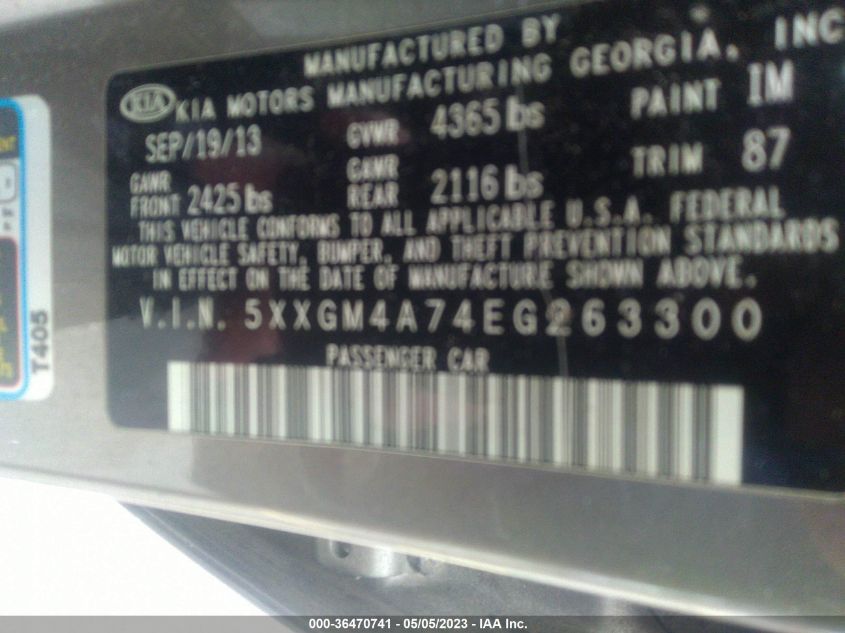 MANUFACTURED BY
KIA KIA MOTORS MANUFACTURING GEORGIA, INC
SEP/19/13 GVWR 4365 lbs PAINT IM
GAWR FRONT 2425 lbs GAWR REAR 2116 lbs TRIM 87
THIS VEHICLE CONFORMS TO ALL APPLICABLE U.S.A. FEDERAL
MOTOR VEHICLE SAFETY, BUMPER, AND THEFT PREVENTION STANDARDS
IN EFFECT ON THE DATE OF MANUFACTURE SHOWN ABOVE.
V.I.N. 5XXGM4A74EG263300
PASSENGER CAR
T405
000-36470741 - 05/05/2023 - IAA Inc.